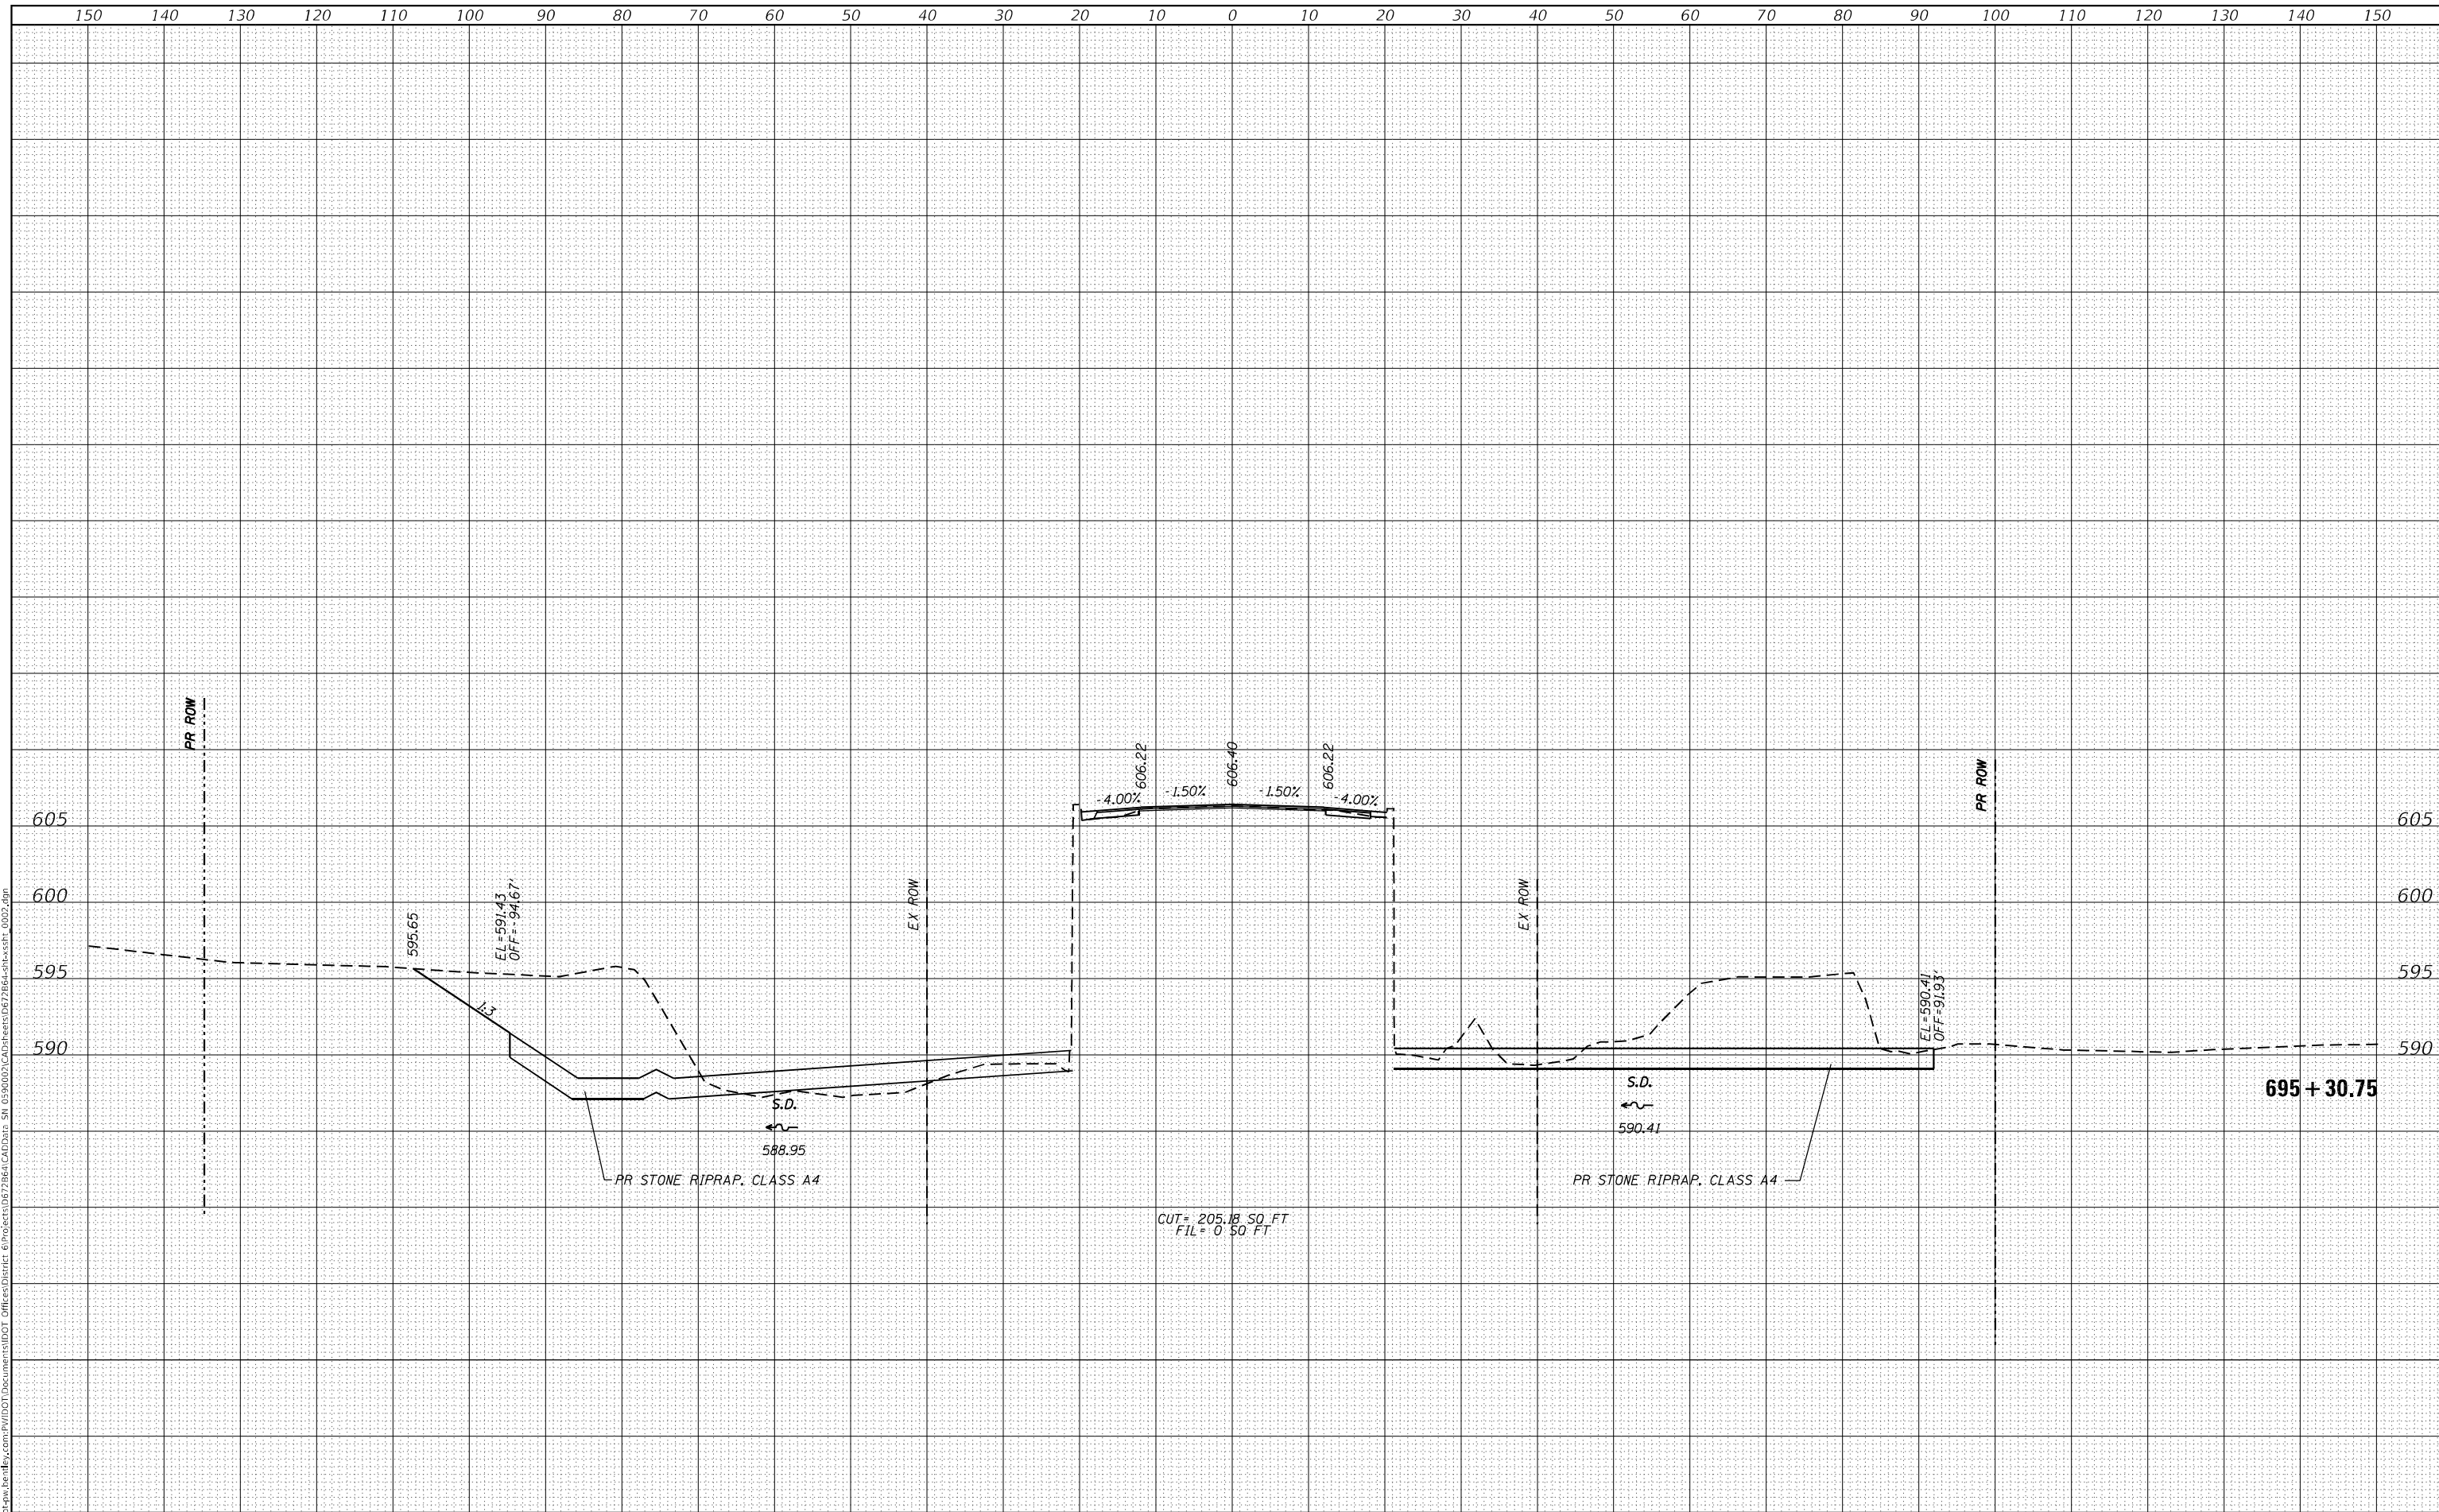 150 140 130 120 110 100 90 80 70 60 50 40 30 20 10 0 10 20 30 40 50 60 70 80 90 100 110 120 130 140 150
PR ROW
606.22
606.40
606.22
PR ROW
-4.00%
-1.50%
-1.50%
-4.00%
605
605
600
600
595.65
EL=591.43
OFF=-94.67'
EX ROW
EX ROW
595
595
EL=590.41
OFF=91.93'
1:3
590
590
695+30.75
S.D.
588.95
S.D.
590.41
PR STONE RIPRAP, CLASS A4
PR STONE RIPRAP, CLASS A4
CUT= 205.18 SQ FT
FIL= 0 SQ FT